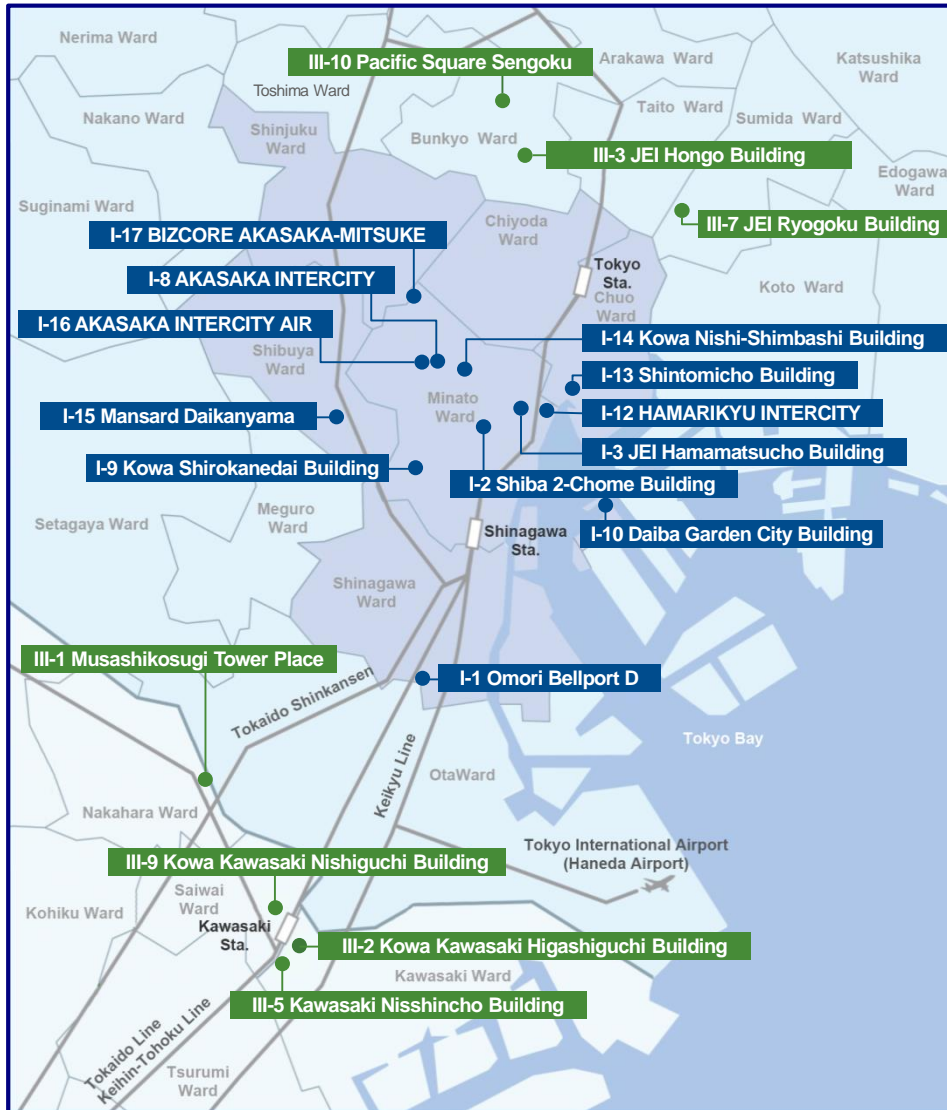 Nerima Ward
III-10 Pacific Square Sengoku
Arakawa Ward
Katsushika
Ward
Toshima Ward
Taito Ward
Nakano Ward
Sumida Ward
Shinjuku
Ward
Bunkyo Ward
III-3 JEI Hongo Building
Edogawa
Ward
Suginami Ward
Chiyoda
Ward
III-7 JEI Ryogoku Building
I-17 BIZCORE AKASAKA-MITSUKE
I-8 AKASAKA INTERCITY
Tokyo
Sta.
Koto Ward
Chuo
Ward
I-16 AKASAKA INTERCITY AIR
I-14 Kowa Nishi-Shimbashi Building
Shibuya
Ward
I-13 Shintomicho Building
Minato
Ward
I-15 Mansard Daikanyama
I-12 HAMARIKYU INTERCITY
I-3 JEI Hamamatsucho Building
I-9 Kowa Shirokanedai Building
I-2 Shiba 2-Chome Building
Setagaya Ward
Meguro
Ward
Shinagawa
Sta.
I-10 Daiba Garden City Building
Shinagawa
Ward
III-1 Musashikosugi Tower Place
I-1 Omori Bellport D
Tokaido Shinkansen
Tokyo Bay
Keikyu Line
OtaWard
Nakahara Ward
Tokyo International Airport
(Haneda Airport)
III-9 Kowa Kawasaki Nishiguchi Building
Saiwai
Ward
Kohiku Ward
Kawasaki
Sta.
III-2 Kowa Kawasaki Higashiguchi Building
Kawasaki Ward
III-5 Kawasaki Nisshincho Building
Tokaido Line
Keihin-Tohoku Line
Tsurumi
Ward